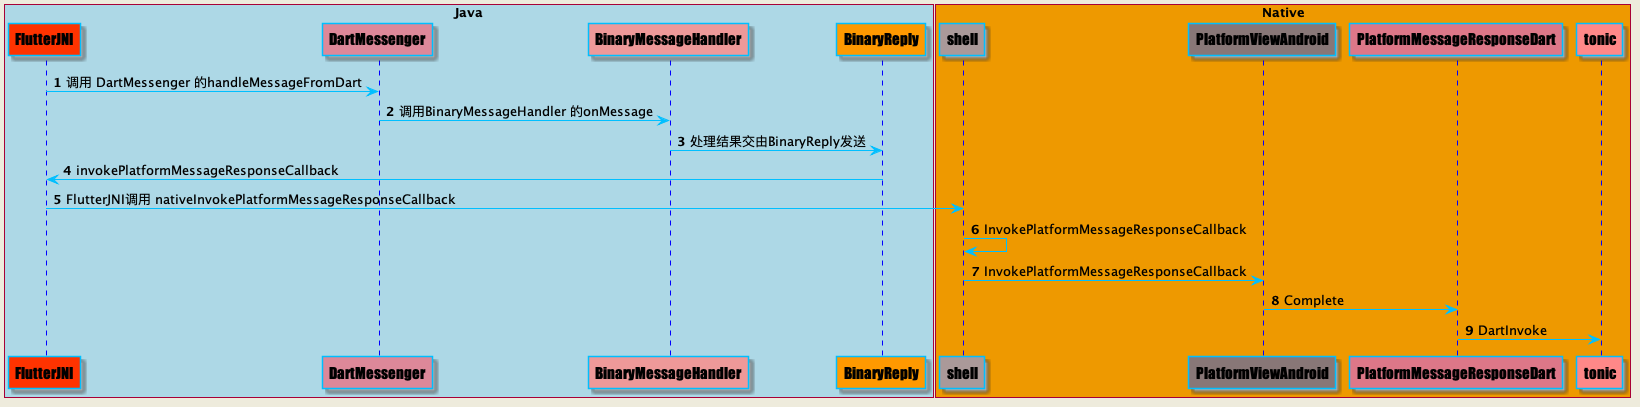 Java
Native
FlutterJNI
DartMessenger
BinaryMessageHandler
BinaryReply
shell
PlatformViewAndroid
PlatformMessageResponseDart
tonic
1 调用 DartMessenger 的handleMessageFromDart
2 调用BinaryMessageHandler 的onMessage
3 处理结果交由BinaryReply发送
4 invokePlatformMessageResponseCallback
5 FlutterJNI调用 nativeInvokePlatformMessageResponseCallback
6 InvokePlatformMessageResponseCallback
7 InvokePlatformMessageResponseCallback
8 Complete
9 DartInvoke
FlutterJNI
DartMessenger
BinaryMessageHandler
BinaryReply
shell
PlatformViewAndroid
PlatformMessageResponseDart
tonic